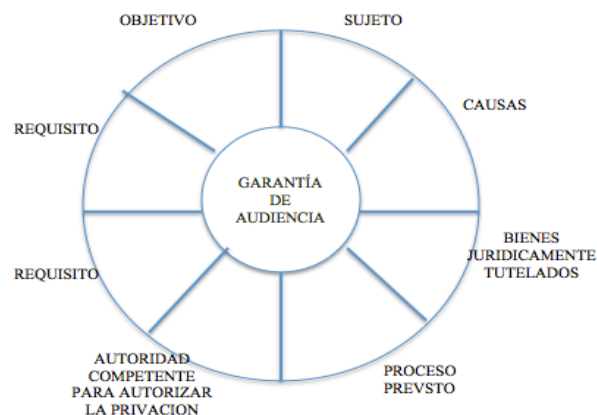 OBJETIVO
SUJETO
CAUSAS
REQUISITO
GARANTÍA
DE
AUDIENCIA
BIENES
JURIDICAMENTE
TUTELADOS
REQUISITO
AUTORIDAD
COMPETENTE
PARA AUTORIZAR
LA PRIVACION
PROCESO
PREVSTO